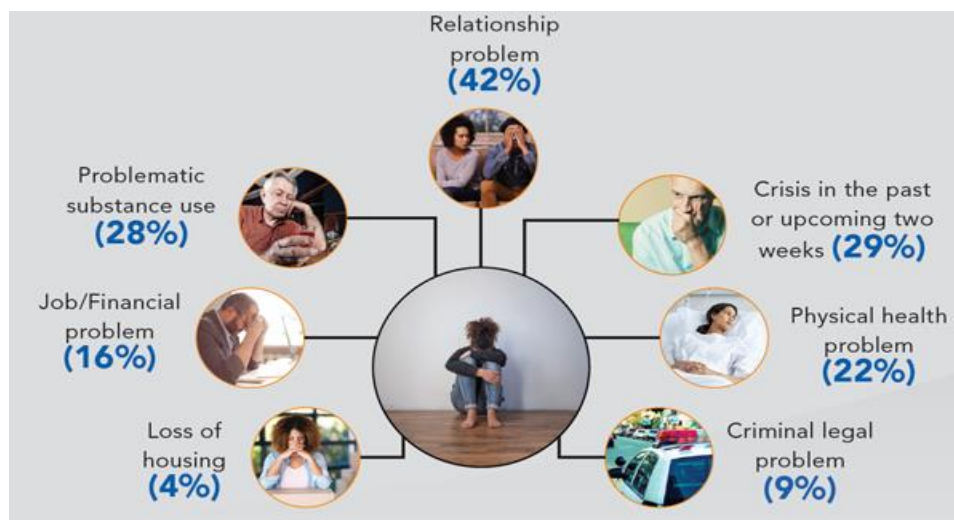 Relationship
problem
(42%)
Problematic
substance use
(28%)
Crisis in the past
or upcoming two
weeks (29%)
Job/Financial
problem
(16%)
Physical health
problem
(22%)
Loss of
housing
(4%)
Criminal legal
problem
(9%)